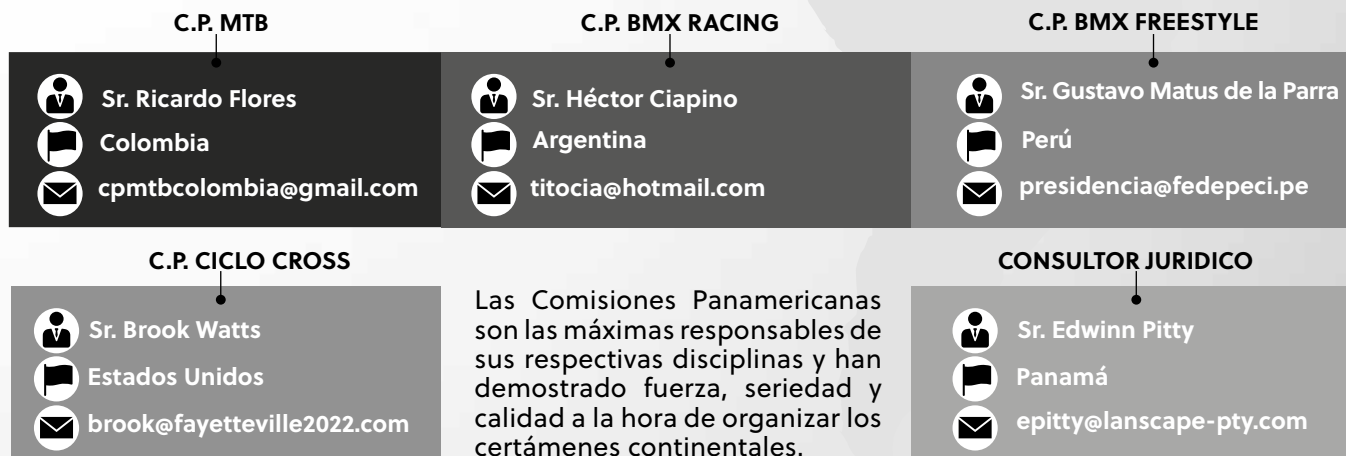 C.P. MTB
Sr. Ricardo Flores
Colombia
cpmtbcolombia@gmail.com
C.P. BMX RACING
Sr. Héctor Ciapino
Argentina
titocia@hotmail.com
C.P. BMX FREESTYLE
Sr. Gustavo Matus de la Parra
Perú
presidencia@fedepeci.pe
C.P. CICLO CROSS
Sr. Brook Watts
Estados Unidos
brook@fayetteville2022.com
Las Comisiones Panamericanas
son las máximas responsables de
sus respectivas disciplinas y han
demostrado fuerza, seriedad y
calidad a la hora de organizar los
certámenes continentales.
CONSULTOR JURIDICO
Sr. Edwinn Pitty
Panamá
epitty@lanscape-pty.com